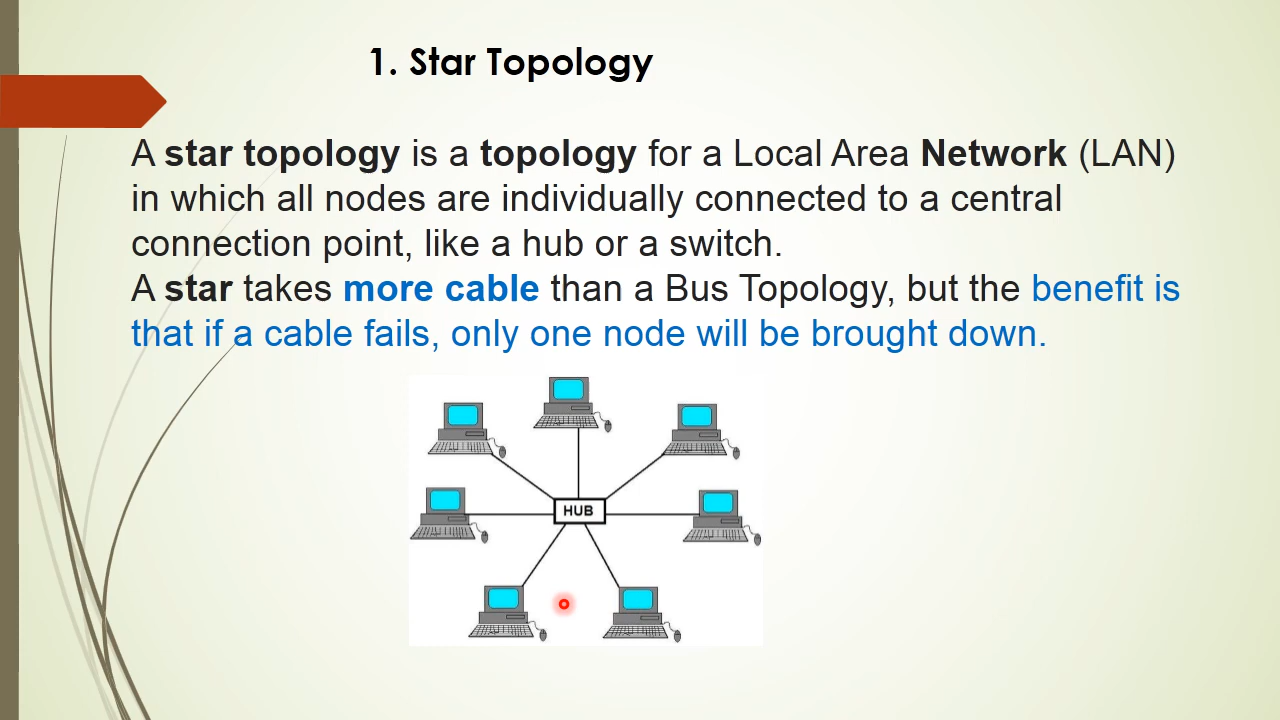 1. Star Topology
A star topology is a topology for a Local Area Network (LAN)
in which all nodes are individually connected to a central
connection point, like a hub or a switch.
A star takes more cable than a Bus Topology, but the benefit is
that if a cable fails, only one node will be brought down.
HUB